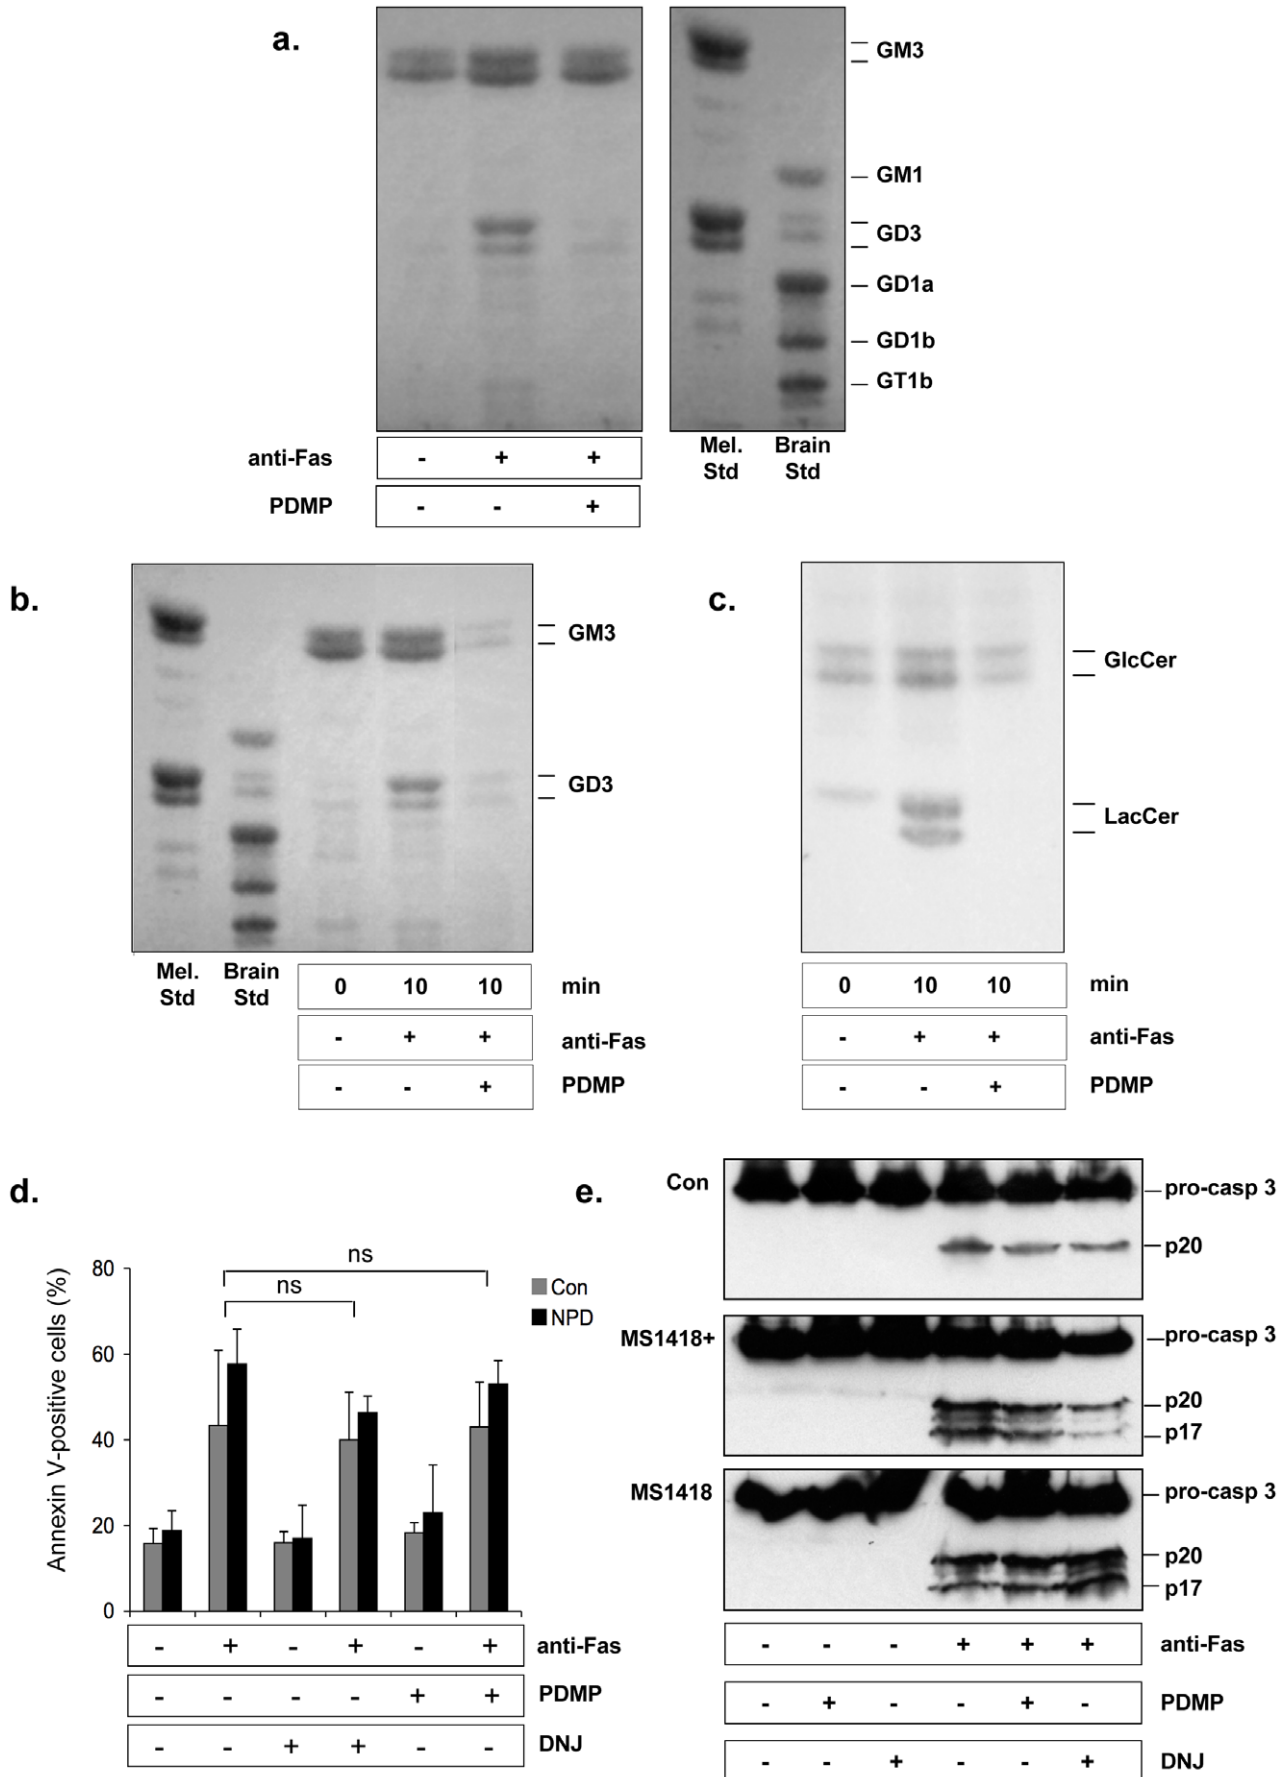 a.
GM3
GM1
GD3
GD1a
GD1b
GT1b
Mel. Std
Brain Std
anti-Fas - + +
PDMP - - +
b.
GM3
GD3
Mel. Std
Brain Std
0 10 10 min
- + + anti-Fas
- - + PDMP
c.
GlcCer
LacCer
0 10 10 min
- + + anti-Fas
- - + PDMP
d.
Annexin V-positive cells (%)
80
60
40
20
0
ns
ns
Con
NPD
- + - + - + anti-Fas
- - - - + + PDMP
- - + + - - DNJ
e.
Con
pro-casp 3
p20
MS1418+
pro-casp 3
p20
p17
MS1418
pro-casp 3
p20
p17
- - - + + + anti-Fas
- + - - + - PDMP
- - + - - + DNJ